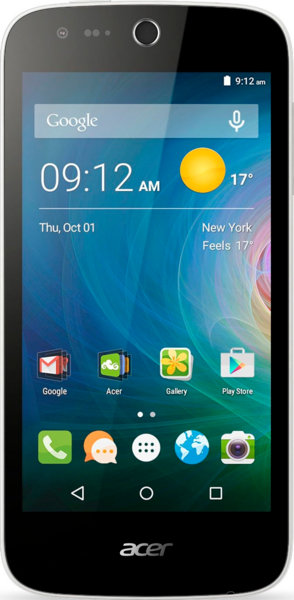 9:12 am
Google
09:12 AM
17°
Thu, Oct 01
New York
Feels 17°
Google
Acer
Gallery
Play Store
acer